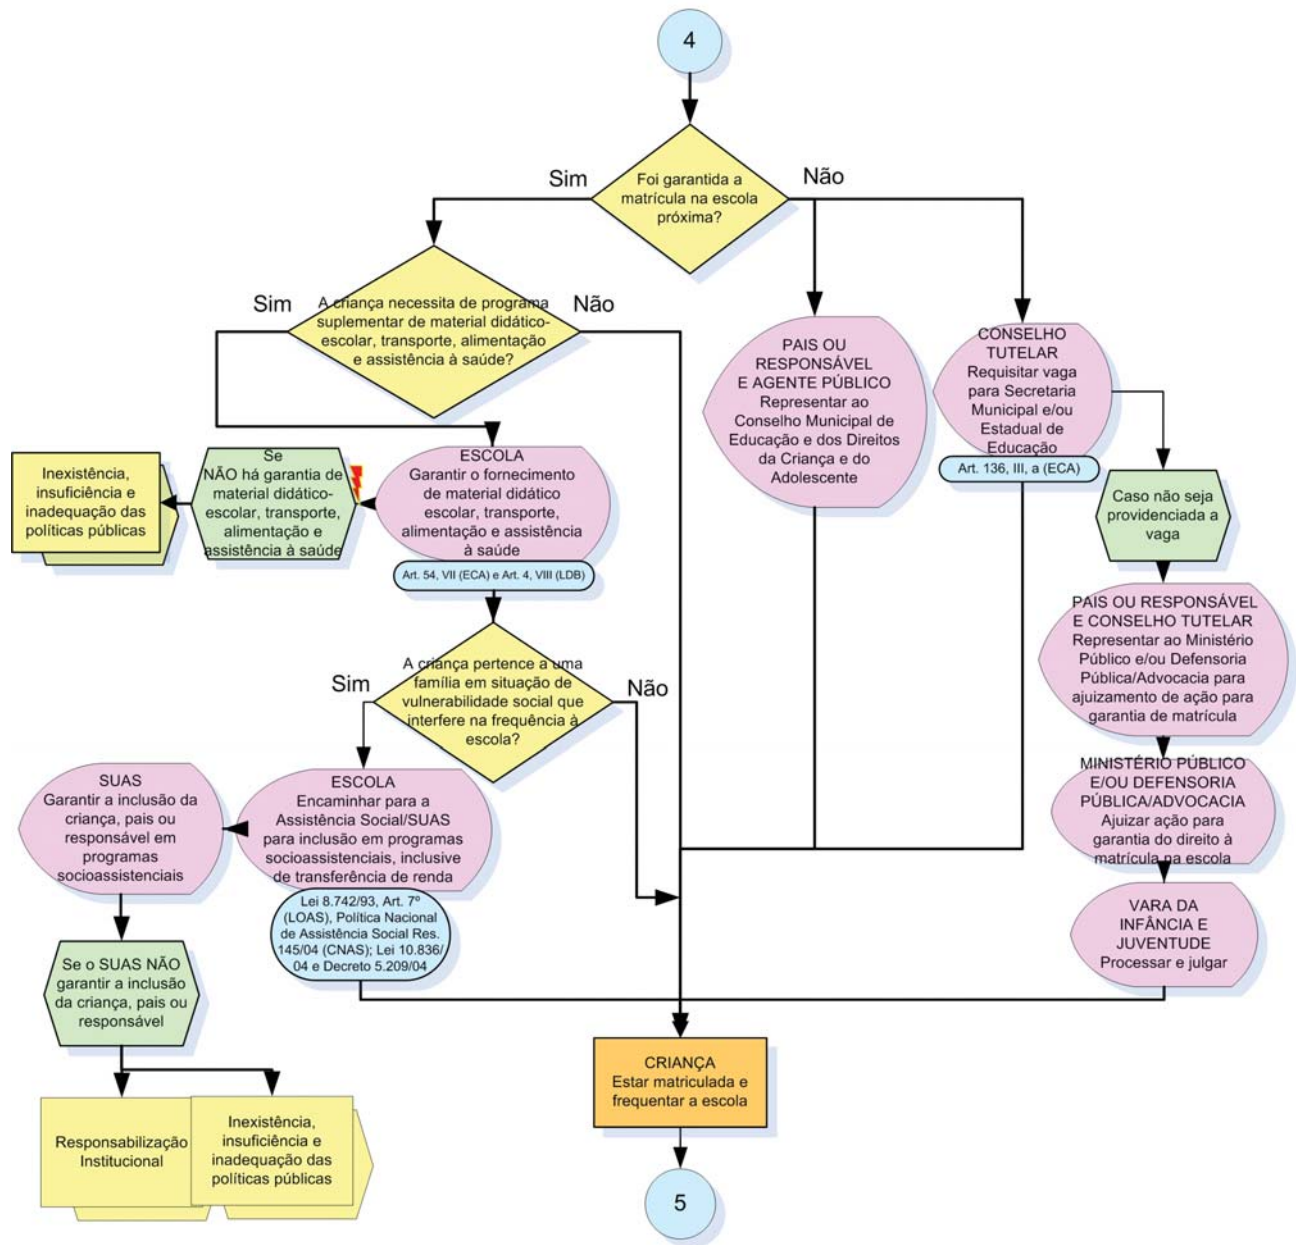 4
Foi garantida a
matrícula na escola
próxima?
Sim
Não
A criança necessita de programa
suplementar de material didático-
escolar, transporte, alimentação
e assistência à saúde?
Sim
Não
PAIS OU
RESPONSÁVEL
E AGENTE PÚBLICO
Representar ao
Conselho Municipal de
Educação e dos Direitos
da Criança e do
Adolescente
CONSELHO
TUTELAR
Requisitar vaga
para Secretaria
Municipal e/ou
Estadual de
Educação
Art. 136, III, a (ECA)
Inexistência,
insuficiência e
inadequação das
políticas públicas
Se
NÃO há garantia de
material didático-
escolar, transporte,
alimentação e
assistência à saúde
ESCOLA
Garantir o fornecimento
de material didático
escolar, transporte,
alimentação e assistência
à saúde
Art. 54, VII (ECA) e Art. 4, VIII (LDB)
Caso não seja
providenciada a
vaga
PAIS OU RESPONSÁVEL
E CONSELHO TUTELAR
Representar ao Ministério
Público e/ou Defensoria
Pública/Advocacia para
ajuizamento de ação para
garantia de matrícula
A criança pertence a uma
família em situação de
vulnerabilidade social que
interfere na frequência à
escola?
Sim
Não
SUAS
Garantir a inclusão da
criança, pais ou
responsável em
programas
socioassistenciais
ESCOLA
Encaminhar para a
Assistência Social/SUAS
para inclusão em programas
socioassistenciais, inclusive
de transferência de renda
Lei 8.742/93, Art. 7º
(LOAS), Política Nacional
de Assistência Social Res.
145/04 (CNAS); Lei 10.836/
04 e Decreto 5.209/04
MINISTÉRIO PÚBLICO
E/OU DEFENSORIA
PÚBLICA/ADVOCACIA
Ajuizar ação para
garantia do direito à
matrícula na escola
VARA DA
INFÂNCIA E
JUVENTUDE
Processar e julgar
Se o SUAS NÃO
garantir a inclusão
da criança, pais ou
responsável
CRIANÇA
Estar matriculada e
frequentar a escola
Responsabilização
Institucional
Inexistência,
insuficiência e
inadequação das
políticas públicas
5